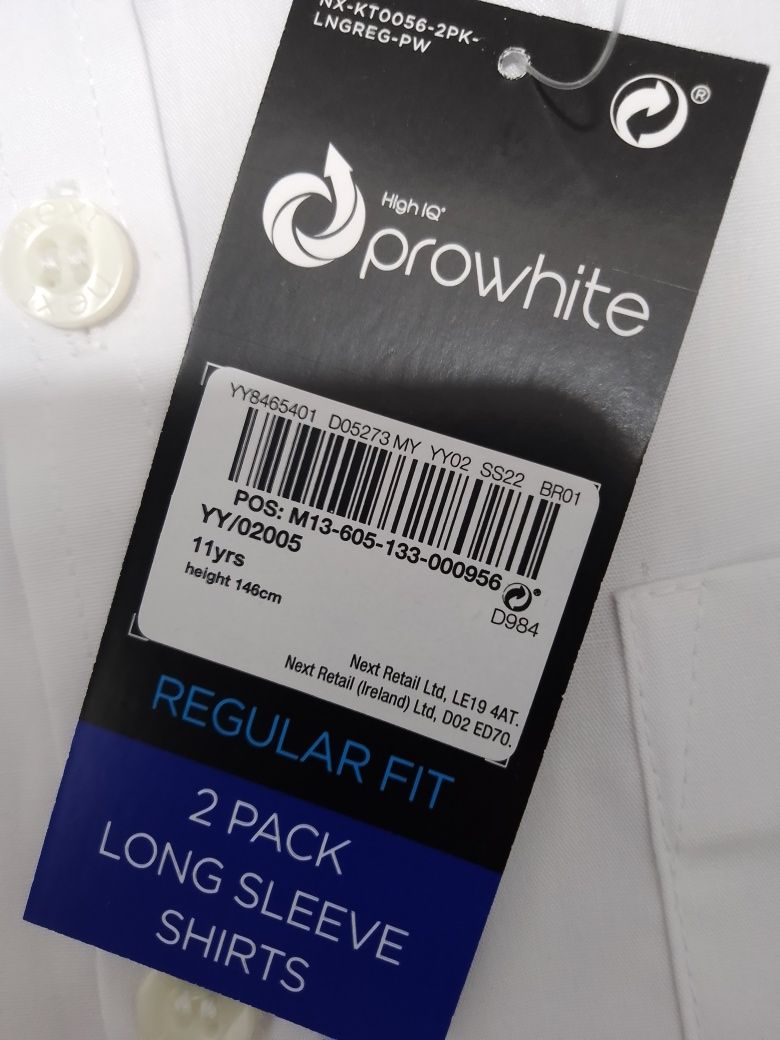 NX-KT0056-2PK-
LNGREG-PW
®
High IQ®
prowhite
YY8465401 D05273 MY YY02 SS22 BR01
POS: M13-605-133-000956
YY/02005
11yrs
height 146cm
D984
Next Retail Ltd, LE19 4AT.
Next Retail (Ireland) Ltd, D02 ED70.
REGULAR FIT
2 PACK
LONG SLEEVE
SHIRTS
next
next